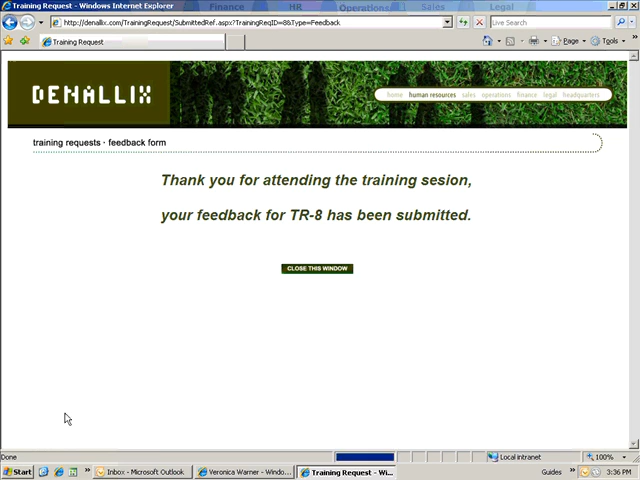 Training Request - Windows Internet Explorer
Finance HR Operations Sales Legal
http://denallix.com/TrainingRequest/SubmittedRef.aspx?TrainingReqID=8&Type=Feedback
Live Search
Training Request
Page
Tools
DENALLIX
home human resources sales operations finance legal headquarters
training requests · feedback form
Thank you for attending the training sesion,
your feedback for TR-8 has been submitted.
CLOSE THIS WINDOW
Done
Local intranet
100%
Start
Inbox - Microsoft Outlook
Veronica Warner - Windo...
Training Request - Wi...
Guides
3:36 PM